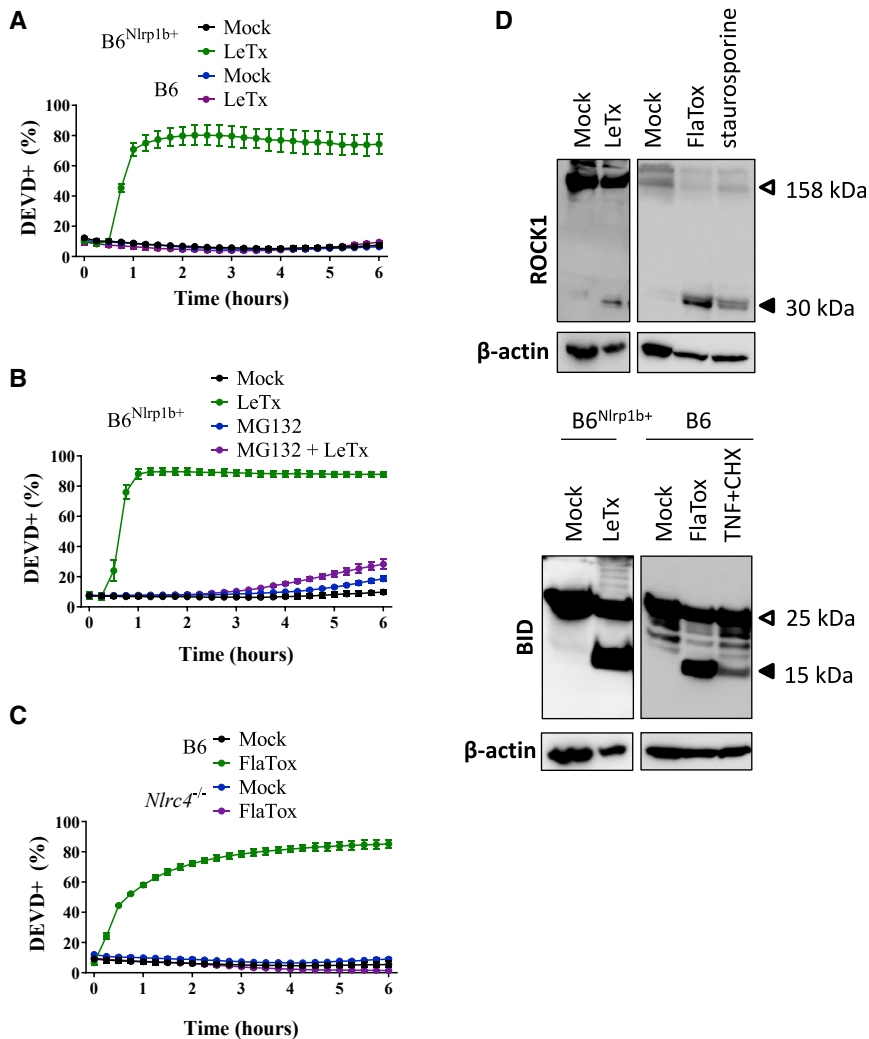 A
B6^Nlrp1b+
Mock
LeTx
B6
Mock
LeTx
DEVD+ (%)
100
80
60
40
20
0
0 1 2 3 4 5 6
Time (hours)
B
B6^Nlrp1b+
Mock
LeTx
MG132
MG132 + LeTx
DEVD+ (%)
100
80
60
40
20
0
0 1 2 3 4 5 6
Time (hours)
C
B6
Mock
FlaTox
Nlrc4^-/-
Mock
FlaTox
DEVD+ (%)
100
80
60
40
20
0
0 1 2 3 4 5 6
Time (hours)
D
Mock
LeTx
Mock
FlaTox
staurosporine
ROCK1
158 kDa
30 kDa
β-actin
B6^Nlrp1b+
B6
Mock
LeTx
Mock
FlaTox
TNF+CHX
BID
25 kDa
15 kDa
β-actin